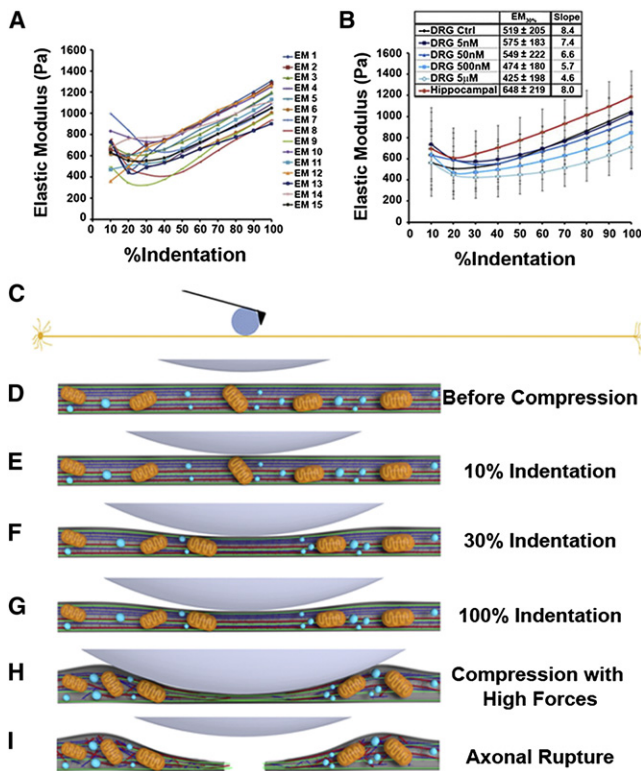 A
Elastic Modulus (Pa)
1600
1400
1200
1000
800
600
400
200
0
0 10 20 30 40 50 60 70 80 90 100
%Indentation
EM 1
EM 2
EM 3
EM 4
EM 5
EM 6
EM 7
EM 8
EM 9
EM 10
EM 11
EM 12
EM 13
EM 14
EM 15
B
EM30% Slope
DRG Ctrl 519 ± 205 8.4
DRG 5nM 575 ± 183 7.4
DRG 50nM 549 ± 222 6.6
DRG 500nM 474 ± 180 5.7
DRG 5µM 425 ± 198 4.6
Hippocampal 648 ± 219 8.0
Elastic Modulus (Pa)
1600
1400
1200
1000
800
600
400
200
0
0 10 20 30 40 50 60 70 80 90 100
%Indentation
C
D Before Compression
E 10% Indentation
F 30% Indentation
G 100% Indentation
H Compression with
High Forces
I Axonal Rupture